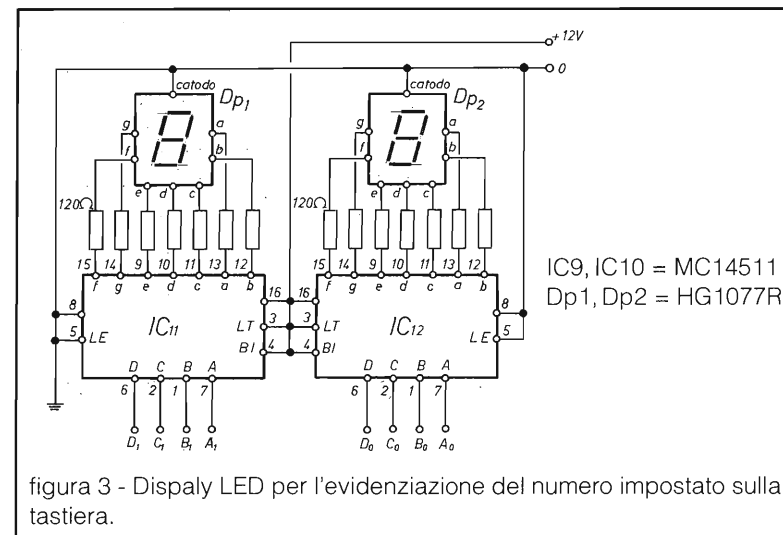 +12V
0
catodo
Dp1
catodo
Dp2
g
a
f
b
e
d
c
g
a
f
b
e
d
c
120Ω
120Ω
15
14
9
10
11
13
12
15
14
9
10
11
13
12
f
g
e
d
c
a
b
f
g
e
d
c
a
b
IC9, IC10 = MC14511
Dp1, Dp2 = HG1077R
8
16
16
8
IC11
LT
3
3
LT
IC12
5
LE
BI
4
4
BI
LE
5
D
C
B
A
D
C
B
A
6
2
1
7
6
2
1
7
D1
C1
B1
A1
D0
C0
B0
A0
figura 3 - Dispaly LED per l'evidenziazione del numero impostato sulla
tastiera.